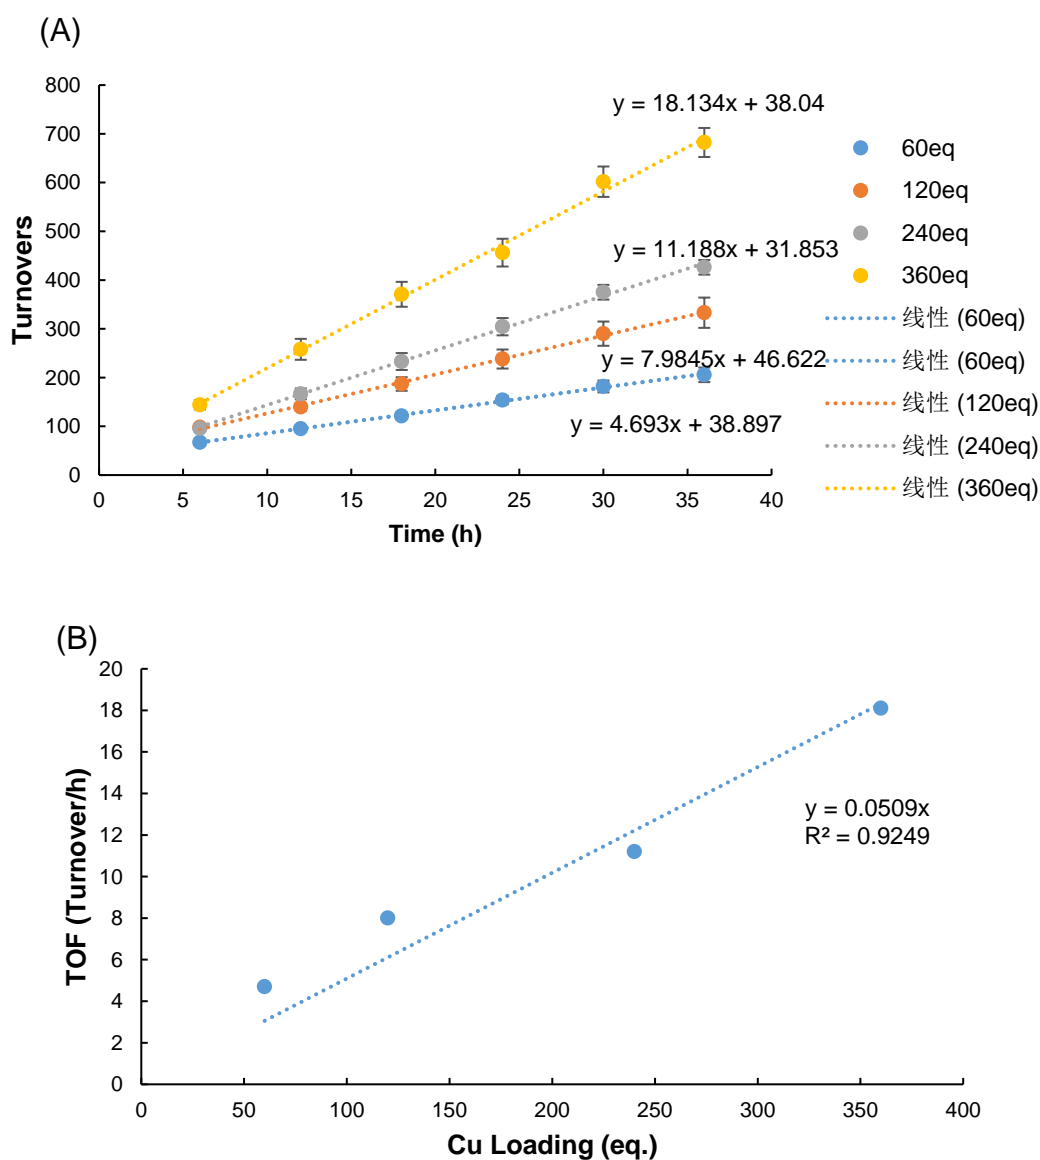 (A)
800
700
600
500
400
300
200
100
0
0 5 10 15 20 25 30 35 40
Turnovers
Time (h)
y = 18.134x + 38.04
y = 11.188x + 31.853
y = 7.9845x + 46.622
y = 4.693x + 38.897
60eq
120eq
240eq
360eq
线性 (60eq)
线性 (60eq)
线性 (120eq)
线性 (240eq)
线性 (360eq)
(B)
20
18
16
14
12
10
8
6
4
2
0
0 50 100 150 200 250 300 350 400
TOF (Turnover/h)
Cu Loading (eq.)
y = 0.0509x
R² = 0.9249